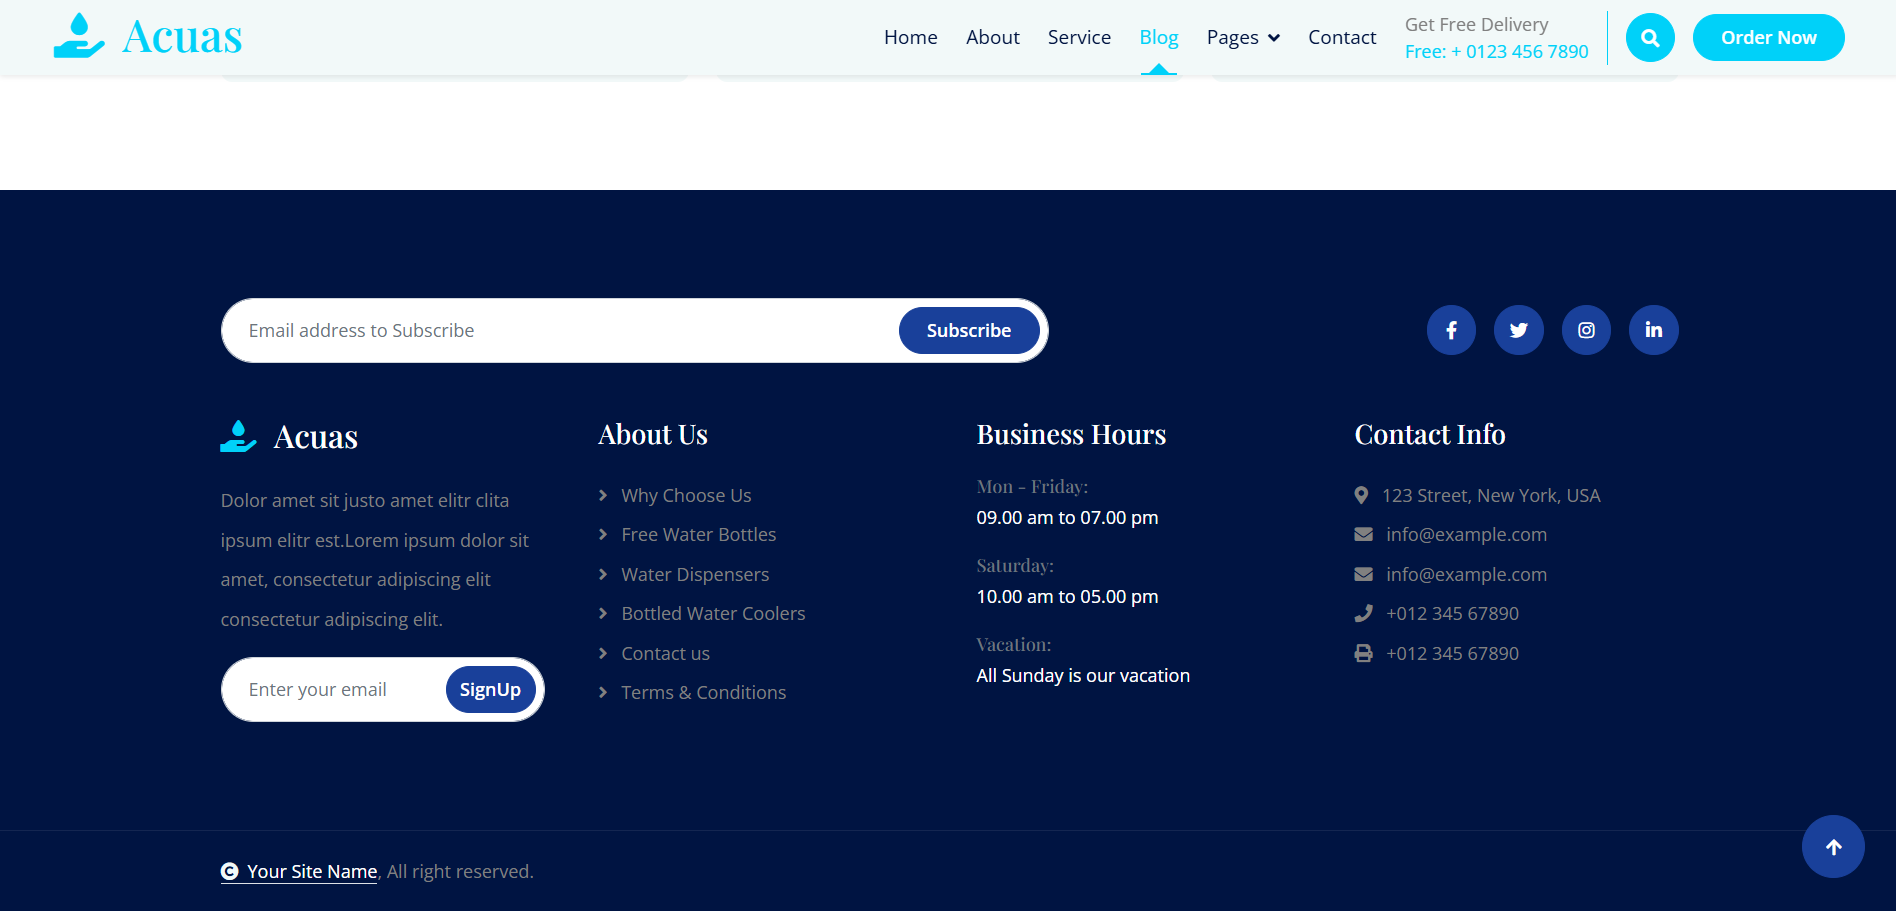 Acuas
Home About Service Blog Pages Contact
Get Free Delivery
Free: + 0123 456 7890
Order Now
Email address to Subscribe
Subscribe
Acuas
Dolor amet sit justo amet elitr clita
ipsum elitr est.Lorem ipsum dolor sit
amet, consectetur adipiscing elit
consectetur adipiscing elit.
Enter your email
SignUp
About Us
Why Choose Us
Free Water Bottles
Water Dispensers
Bottled Water Coolers
Contact us
Terms & Conditions
Business Hours
Mon - Friday:
09.00 am to 07.00 pm
Saturday:
10.00 am to 05.00 pm
Vacation:
All Sunday is our vacation
Contact Info
123 Street, New York, USA
info@example.com
info@example.com
+012 345 67890
+012 345 67890
© Your Site Name, All right reserved.